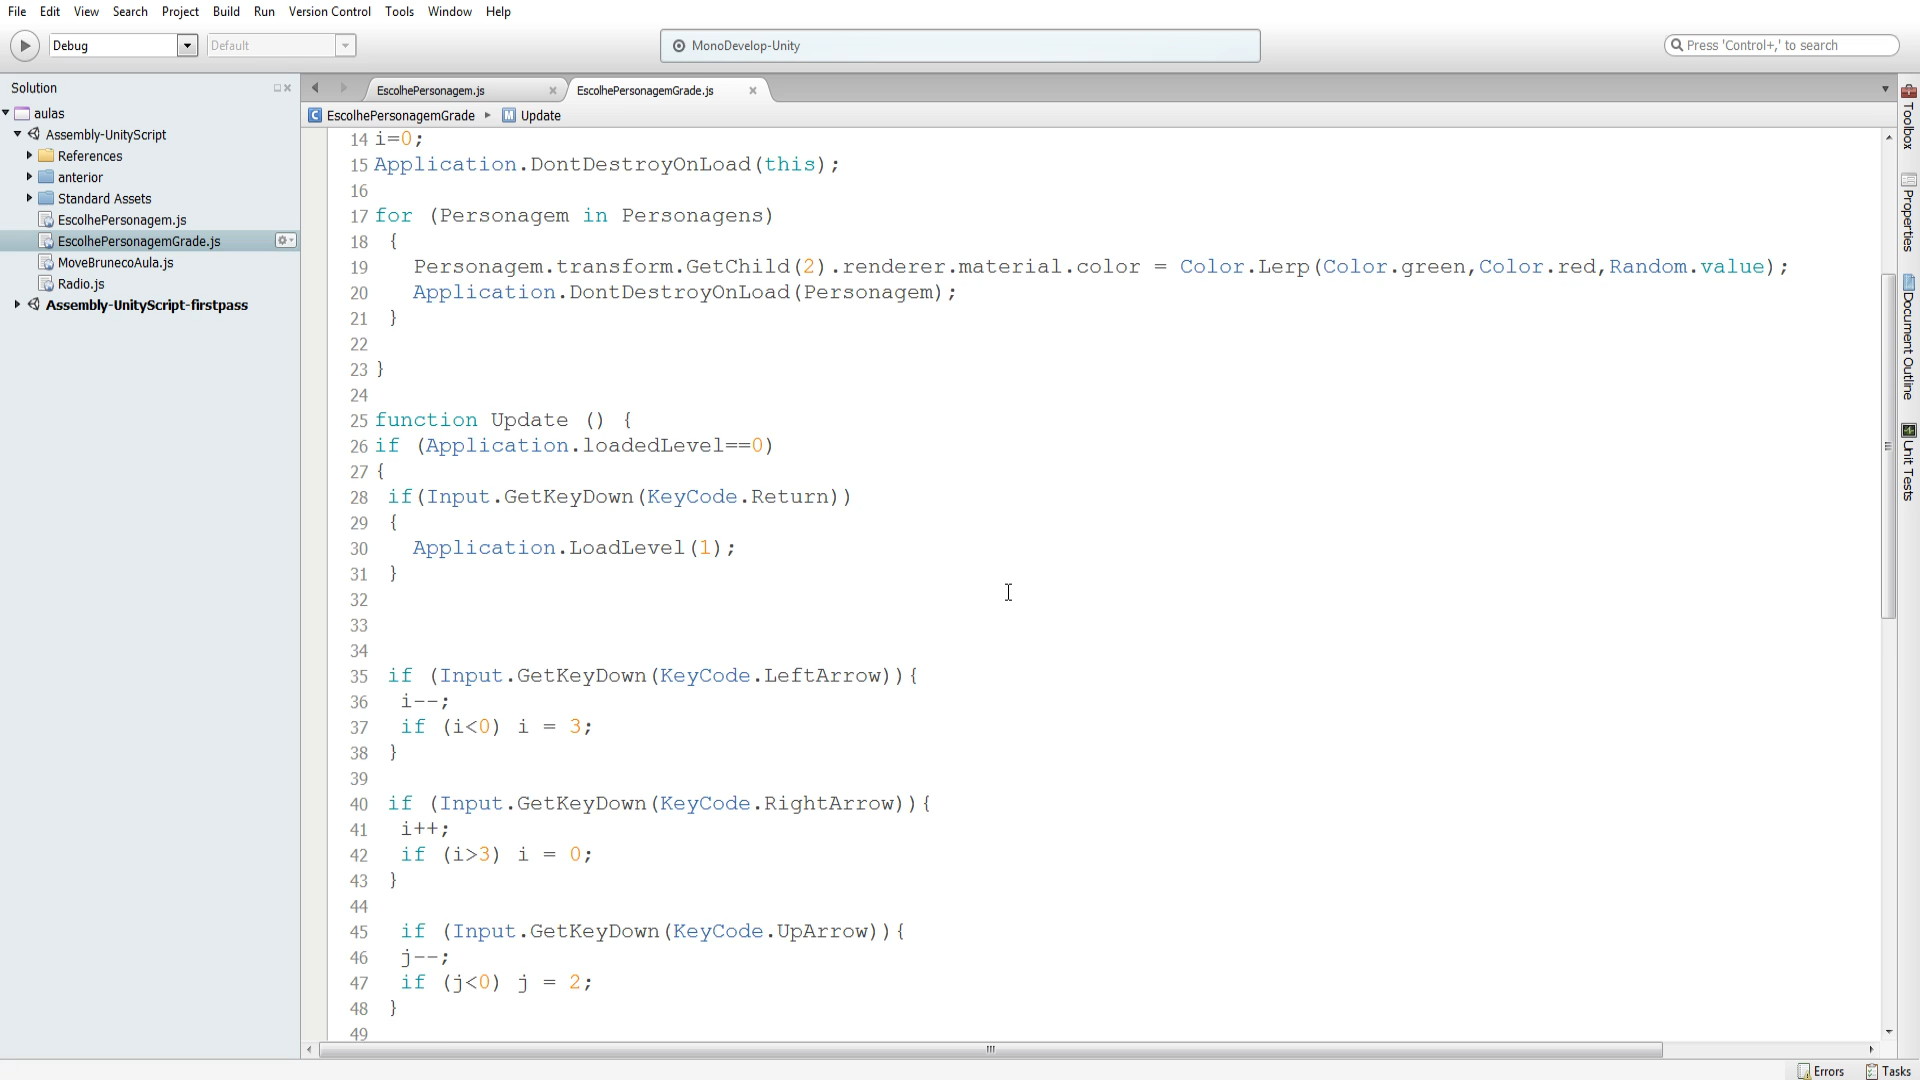 File Edit View Search Project Build Run Version Control Tools Window Help
Debug Default MonoDevelop-Unity Press 'Control+,' to search
Solution
aulas
Assembly-UnityScript
References
anterior
Standard Assets
EscolhePersonagem.js
EscolhePersonagemGrade.js
MoveBrunecoAula.js
Radio.js
Assembly-UnityScript-firstpass
EscolhePersonagem.js EscolhePersonagemGrade.js
EscolhePersonagemGrade Update
14 i=0;
15 Application.DontDestroyOnLoad(this);
16
17 for (Personagem in Personagens)
18 {
19 Personagem.transform.GetChild(2).renderer.material.color = Color.Lerp(Color.green,Color.red,Random.value);
20 Application.DontDestroyOnLoad(Personagem);
21 }
22
23 }
24
25 function Update () {
26 if (Application.loadedLevel==0)
27 {
28 if(Input.GetKeyDown(KeyCode.Return))
29 {
30 Application.LoadLevel(1);
31 }
32
33
34
35 if (Input.GetKeyDown(KeyCode.LeftArrow)){
36 i--;
37 if (i<0) i = 3;
38 }
39
40 if (Input.GetKeyDown(KeyCode.RightArrow)){
41 i++;
42 if (i>3) i = 0;
43 }
44
45 if (Input.GetKeyDown(KeyCode.UpArrow)){
46 j--;
47 if (j<0) j = 2;
48 }
49
Toolbox
Properties
Document Outline
Unit Tests
Errors Tasks